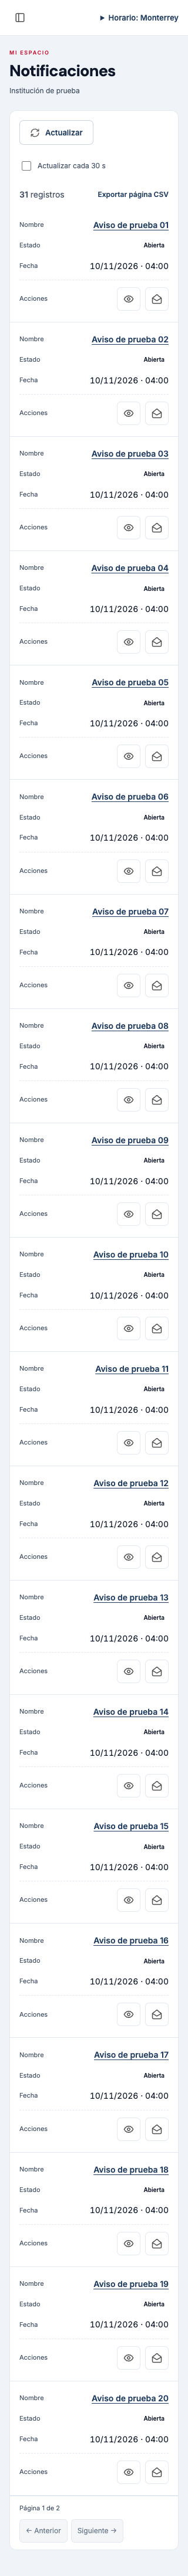 ▶ Horario: Monterrey
MI ESPACIO
Notificaciones
Institución de prueba
Actualizar
Actualizar cada 30 s
31 registros Exportar página CSV
Nombre Aviso de prueba 01
Estado Abierta
Fecha 10/11/2026 · 04:00
Acciones
Nombre Aviso de prueba 02
Estado Abierta
Fecha 10/11/2026 · 04:00
Acciones
Nombre Aviso de prueba 03
Estado Abierta
Fecha 10/11/2026 · 04:00
Acciones
Nombre Aviso de prueba 04
Estado Abierta
Fecha 10/11/2026 · 04:00
Acciones
Nombre Aviso de prueba 05
Estado Abierta
Fecha 10/11/2026 · 04:00
Acciones
Nombre Aviso de prueba 06
Estado Abierta
Fecha 10/11/2026 · 04:00
Acciones
Nombre Aviso de prueba 07
Estado Abierta
Fecha 10/11/2026 · 04:00
Acciones
Nombre Aviso de prueba 08
Estado Abierta
Fecha 10/11/2026 · 04:00
Acciones
Nombre Aviso de prueba 09
Estado Abierta
Fecha 10/11/2026 · 04:00
Acciones
Nombre Aviso de prueba 10
Estado Abierta
Fecha 10/11/2026 · 04:00
Acciones
Nombre Aviso de prueba 11
Estado Abierta
Fecha 10/11/2026 · 04:00
Acciones
Nombre Aviso de prueba 12
Estado Abierta
Fecha 10/11/2026 · 04:00
Acciones
Nombre Aviso de prueba 13
Estado Abierta
Fecha 10/11/2026 · 04:00
Acciones
Nombre Aviso de prueba 14
Estado Abierta
Fecha 10/11/2026 · 04:00
Acciones
Nombre Aviso de prueba 15
Estado Abierta
Fecha 10/11/2026 · 04:00
Acciones
Nombre Aviso de prueba 16
Estado Abierta
Fecha 10/11/2026 · 04:00
Acciones
Nombre Aviso de prueba 17
Estado Abierta
Fecha 10/11/2026 · 04:00
Acciones
Nombre Aviso de prueba 18
Estado Abierta
Fecha 10/11/2026 · 04:00
Acciones
Nombre Aviso de prueba 19
Estado Abierta
Fecha 10/11/2026 · 04:00
Acciones
Nombre Aviso de prueba 20
Estado Abierta
Fecha 10/11/2026 · 04:00
Acciones
Página 1 de 2
← Anterior Siguiente →